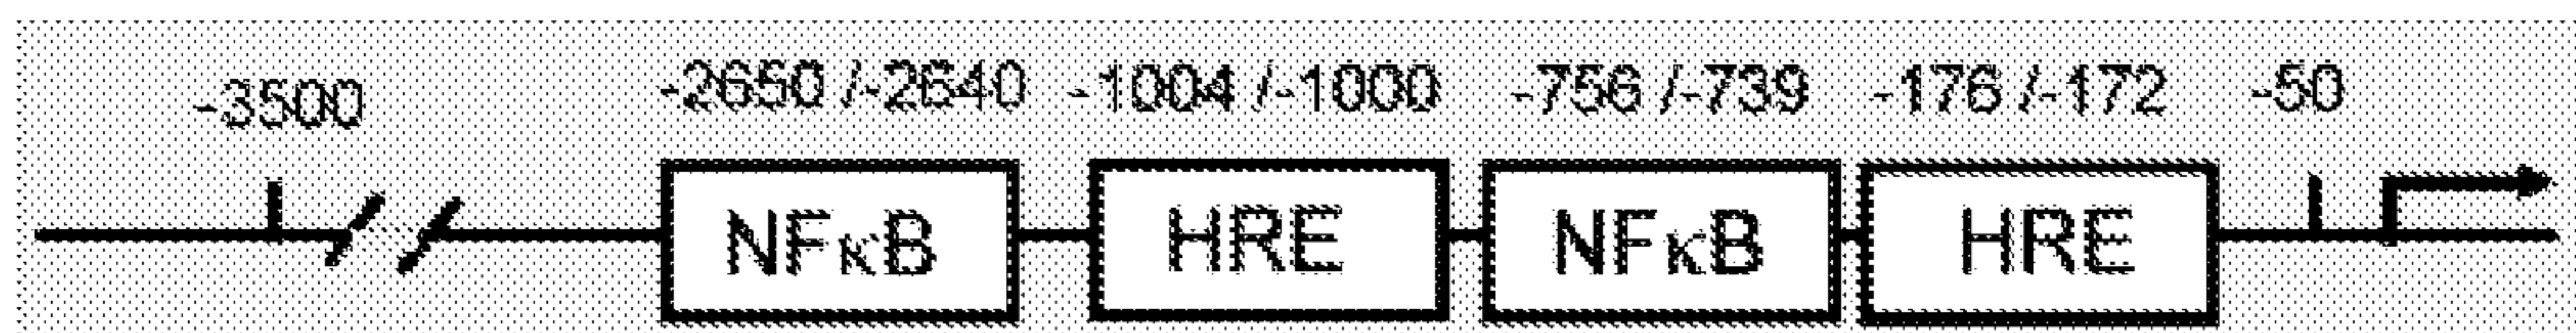 -3500 -2650 /-2640 -1004 /-1000 -756 /-739 -176 /-172 -50
NFκB HRE NFκB HRE